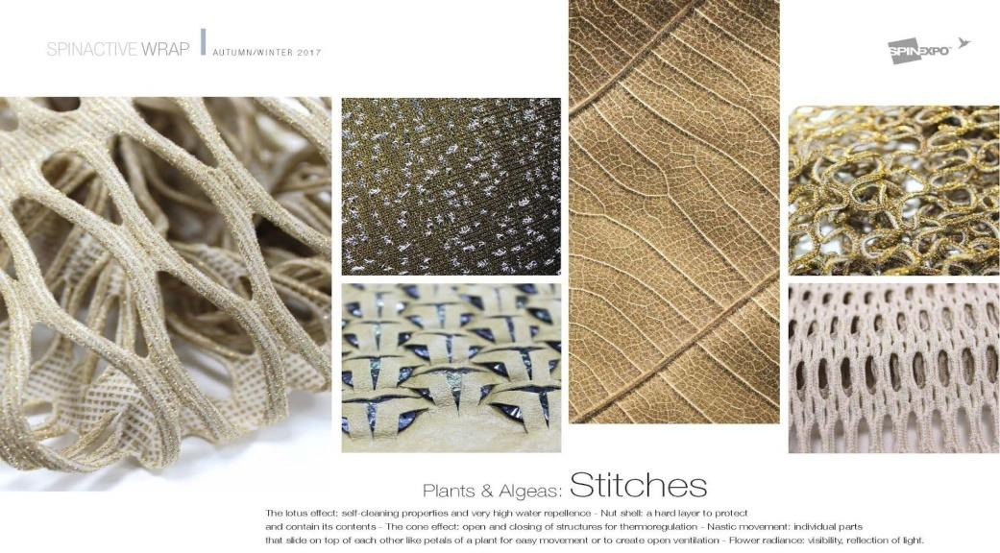 SPINACTIVE WRAP AUTUMN/WINTER 2017
SPINEXPO™
Plants & Algeas: Stitches
The lotus effect: self-cleaning properties and very high water repellence - Nut shell: a hard layer to protect
and contain its contents - The cone effect: open and closing of structures for thermoregulation - Nastic movement: individual parts
that slide on top of each other like petals of a plant for easy movement or to create open ventilation - Flower radiance: visibility, reflection of light.